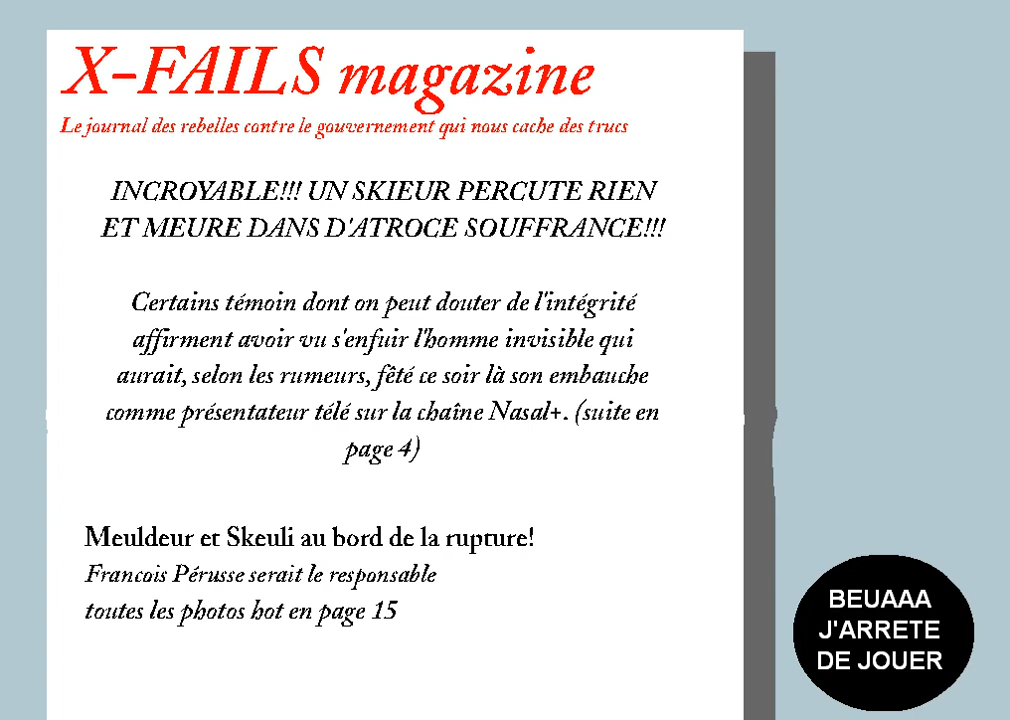 X-FAILS magazine
Le journal des rebelles contre le gouvernement qui nous cache des trucs
INCROYABLE!!! UN SKIEUR PERCUTE RIEN
ET MEURE DANS D'ATROCE SOUFFRANCE!!!
Certains témoin dont on peut douter de l'intégrité
affirment avoir vu s'enfuir l'homme invisible qui
aurait, selon les rumeurs, fêté ce soir là son embauche
comme présentateur télé sur la chaîne Nasal+. (suite en
page 4)
Meuldeur et Skeuli au bord de la rupture!
Francois Pérusse serait le responsable
toutes les photos hot en page 15
BEUAAA
J'ARRETE
DE JOUER